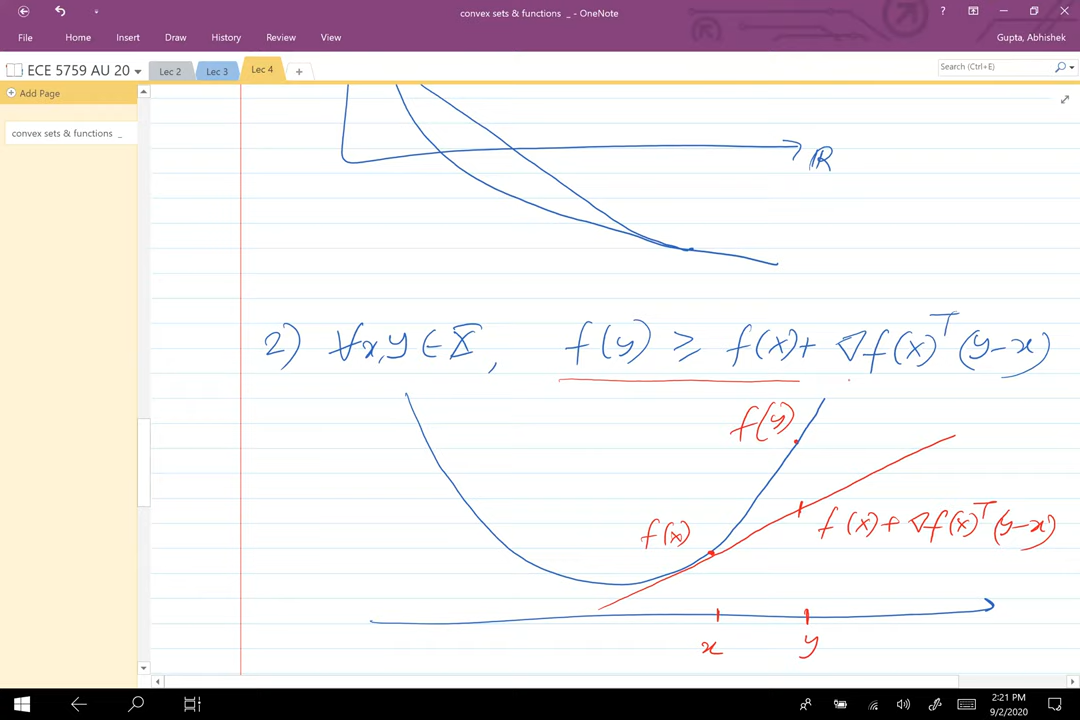 convex sets & functions _ - OneNote
File Home Insert Draw History Review View
Gupta, Abhishek
ECE 5759 AU 20 Lec 2 Lec 3 Lec 4
Search (Ctrl+E)
Add Page
convex sets & functions _
ℝ
2) ∀x,y ∈ X, f(y) ≥ f(x)+ ∇f(x)ᵀ(y-x)
f(y)
f(x)
f(x)+ ∇f(x)ᵀ(y-x)
x y
2:21 PM
9/2/2020